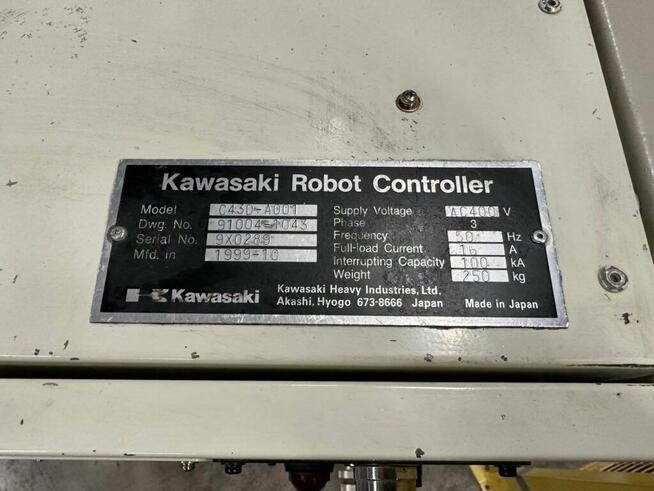 Kawasaki Robot Controller
Model C43D-A001
Dwg. No. 91004-1043
Serial No. 9X0289
Mfd. in 1999-10
Supply Voltage AC400 V
Phase 3
Frequency 50 Hz
Full-load Current 16 A
Interrupting Capacity 100 kA
Weight 250 kg
Kawasaki
Kawasaki Heavy Industries, Ltd.
Akashi, Hyogo 673-8666 Japan Made in Japan